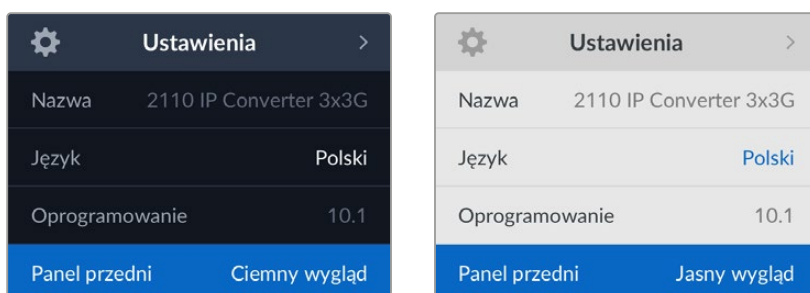 Ustawienia
Nazwa 2110 IP Converter 3x3G
Język Polski
Oprogramowanie 10.1
Panel przedni Ciemny wygląd
Ustawienia
Nazwa 2110 IP Converter 3x3G
Język Polski
Oprogramowanie 10.1
Panel przedni Jasny wygląd